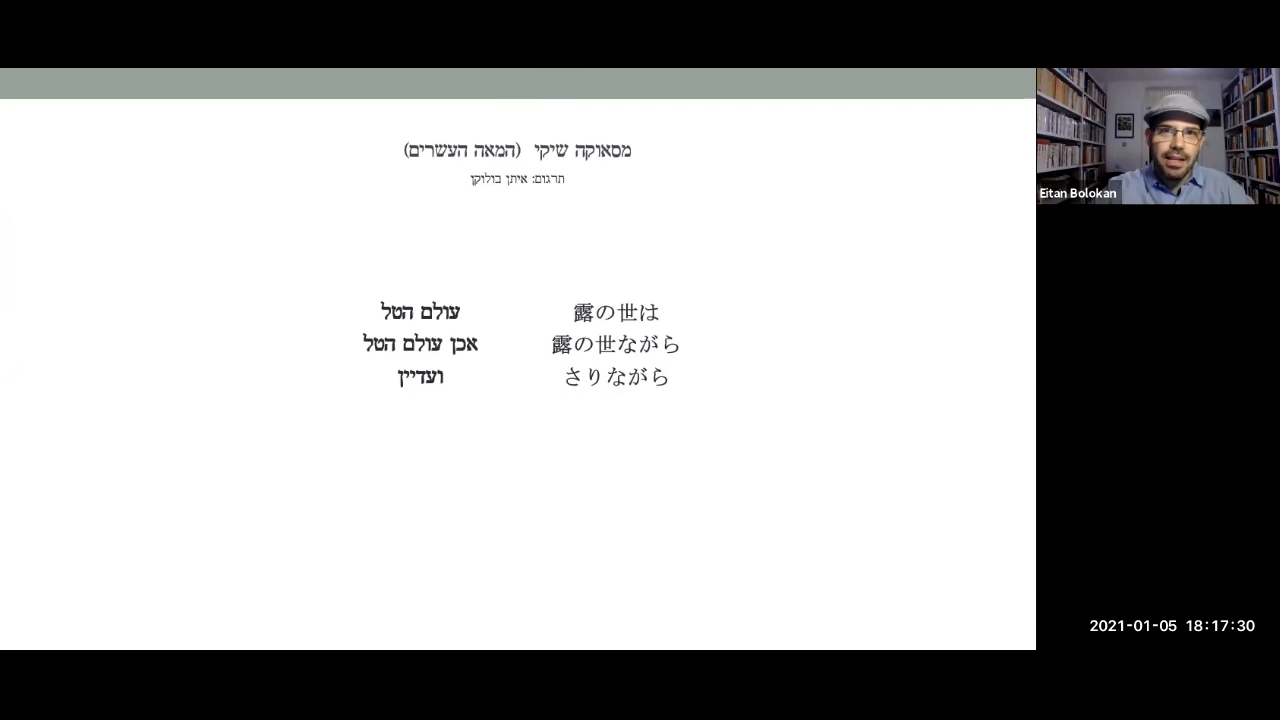 מסאוקה שיקי (המאה העשרים)
תרגום: איתן בולוקן
עולם הטל
אכן עולם הטל
ועדיין
露の世は
露の世ながら
さりながら
Eitan Bolokan
2021-01-05 18:17:30